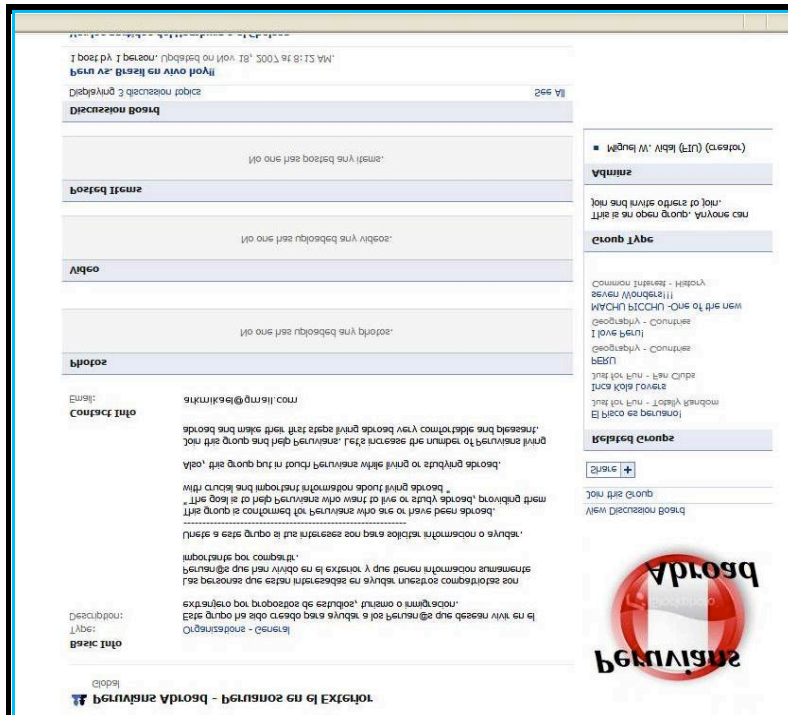 Peruvians Abroad - Peruanos en el Exterior
Global
Basic Info
Type: Organizations - General
Description: Este grupo ha sido creado para ayudar a los Peruan@s que desean vivir en el
extranjero por propostios de estudios, turismo o inmigracion.
Las personas que estan interesadas en ayudar nuestros compatriotas son
Peruan@s que han vivido en el exterior y que tienen informacion sumamente
importante por compartir.
Unete a este grupo si tus intereses son para solicitar informacion o ayudar.
------------------------------------------------------------
This group is conformed for Peruvians who are or have been abroad.
" The goal is to help Peruvians who want to live or study abroad, providing them
with crucial and important information about living abroad "
Also, this group put in touch Peruvians while living or studying abroad.
Join this group and help Peruvians. Let's increase the number of Peruvians living
abroad and make their first steps living abroad very comfortable and pleasant.
Contact Info
Email: arkmikael@gmail.com
Photos
No one has uploaded any photos.
Video
No one has uploaded any videos.
Posted Items
No one has posted any items.
Discussion Board
Displaying 3 discussion topics See All
Peru vs. Brasil en vivo hoy!!
1 post by 1 person. Updated on Nov 18, 2007 at 8:12 AM.
Peruvians
Abroad
View Discussion Board
Join this Group
Share +
Related Groups
El Pisco es peruano!
Just for Fun - Totally Random
Inca Kola Lovers
Just for Fun - Fan Clubs
PERU
Geography - Countries
I love Peru!
Geography - Countries
MACHU PICCHU -One of the new
seven Wonders!!!
Common Interest - History
Group Type
This is an open group. Anyone can
join and invite others to join.
Admins
Miguel W. Vidal (FIU) (creator)